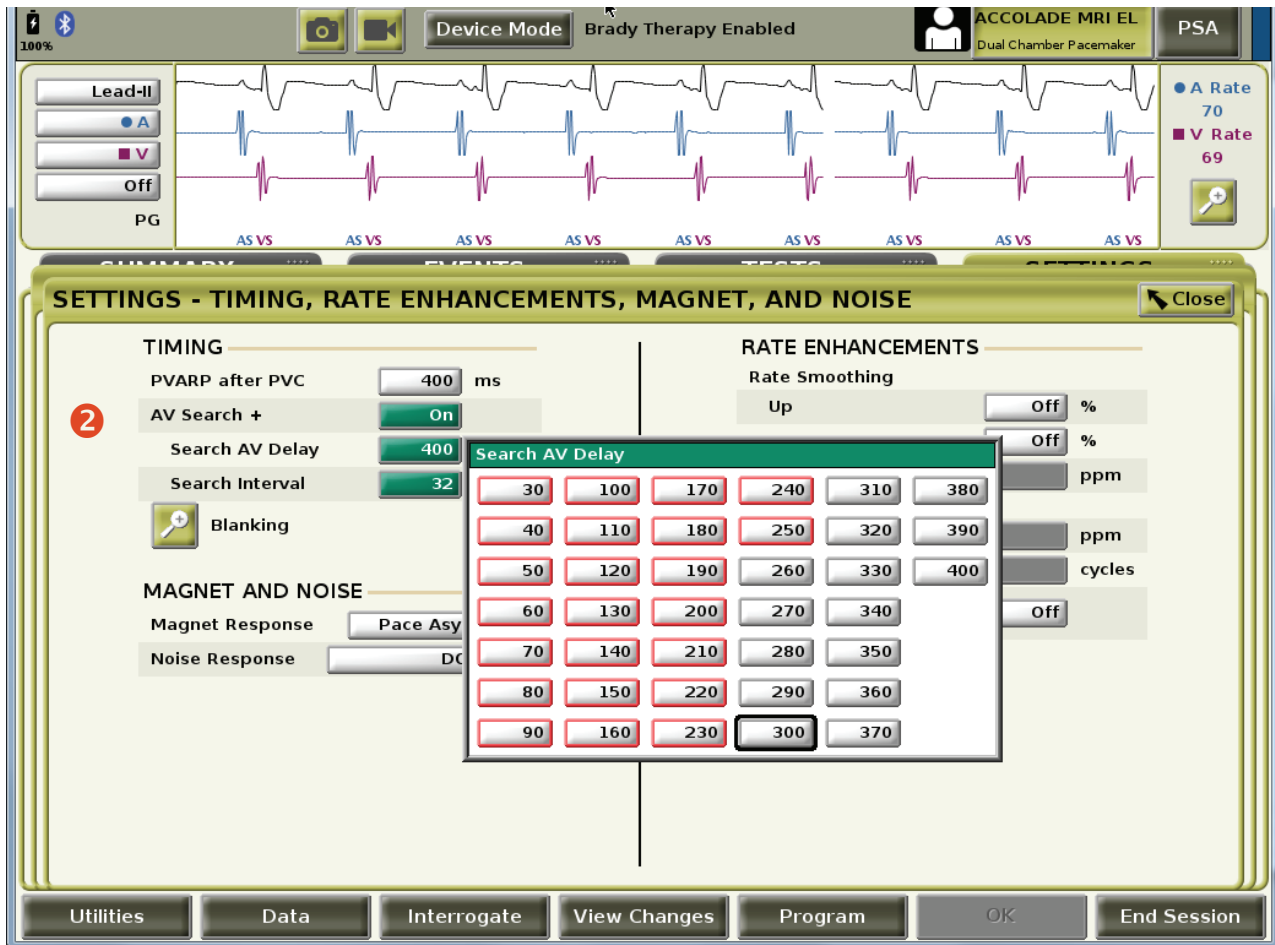 100%
Device Mode
Brady Therapy Enabled
ACCOLADE MRI EL
Dual Chamber Pacemaker
PSA
Lead-II
A
V
Off
PG
AS VS AS VS AS VS AS VS AS VS AS VS AS VS AS VS AS VS
A Rate
70
V Rate
69
SUMMARY EVENTS TESTS SETTINGS
SETTINGS - TIMING, RATE ENHANCEMENTS, MAGNET, AND NOISE
Close
TIMING
PVARP after PVC 400 ms
2
AV Search + On
Search AV Delay 400
Search Interval 32
Blanking
MAGNET AND NOISE
Magnet Response Pace Asy
Noise Response DO
RATE ENHANCEMENTS
Rate Smoothing
Up Off %
Off %
ppm
ppm
cycles
Off
Search AV Delay
30 100 170 240 310 380
40 110 180 250 320 390
50 120 190 260 330 400
60 130 200 270 340
70 140 210 280 350
80 150 220 290 360
90 160 230 300 370
Utilities Data Interrogate View Changes Program OK End Session